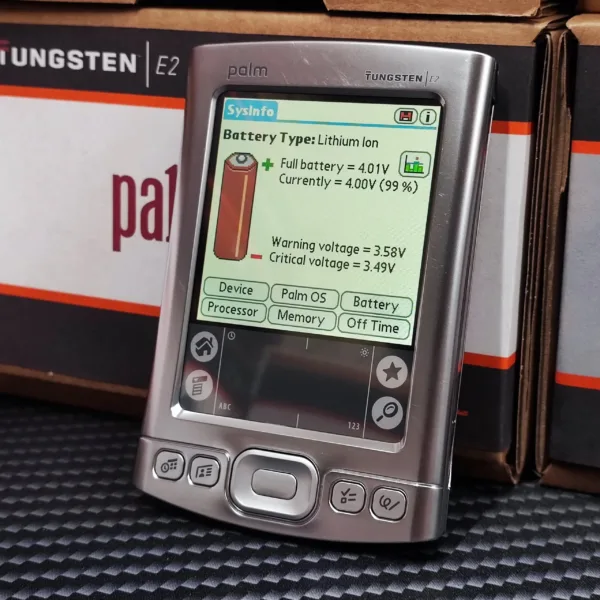 TUNGSTEN | E2
palm
palm
TUNGSTEN | E2
SysInfo
i
Battery Type: Lithium Ion
Full battery = 4.01V
Currently = 4.00V (99 %)
Warning voltage = 3.58V
Critical voltage = 3.49V
Device
Palm OS
Battery
Processor
Memory
Off Time
ABC
123